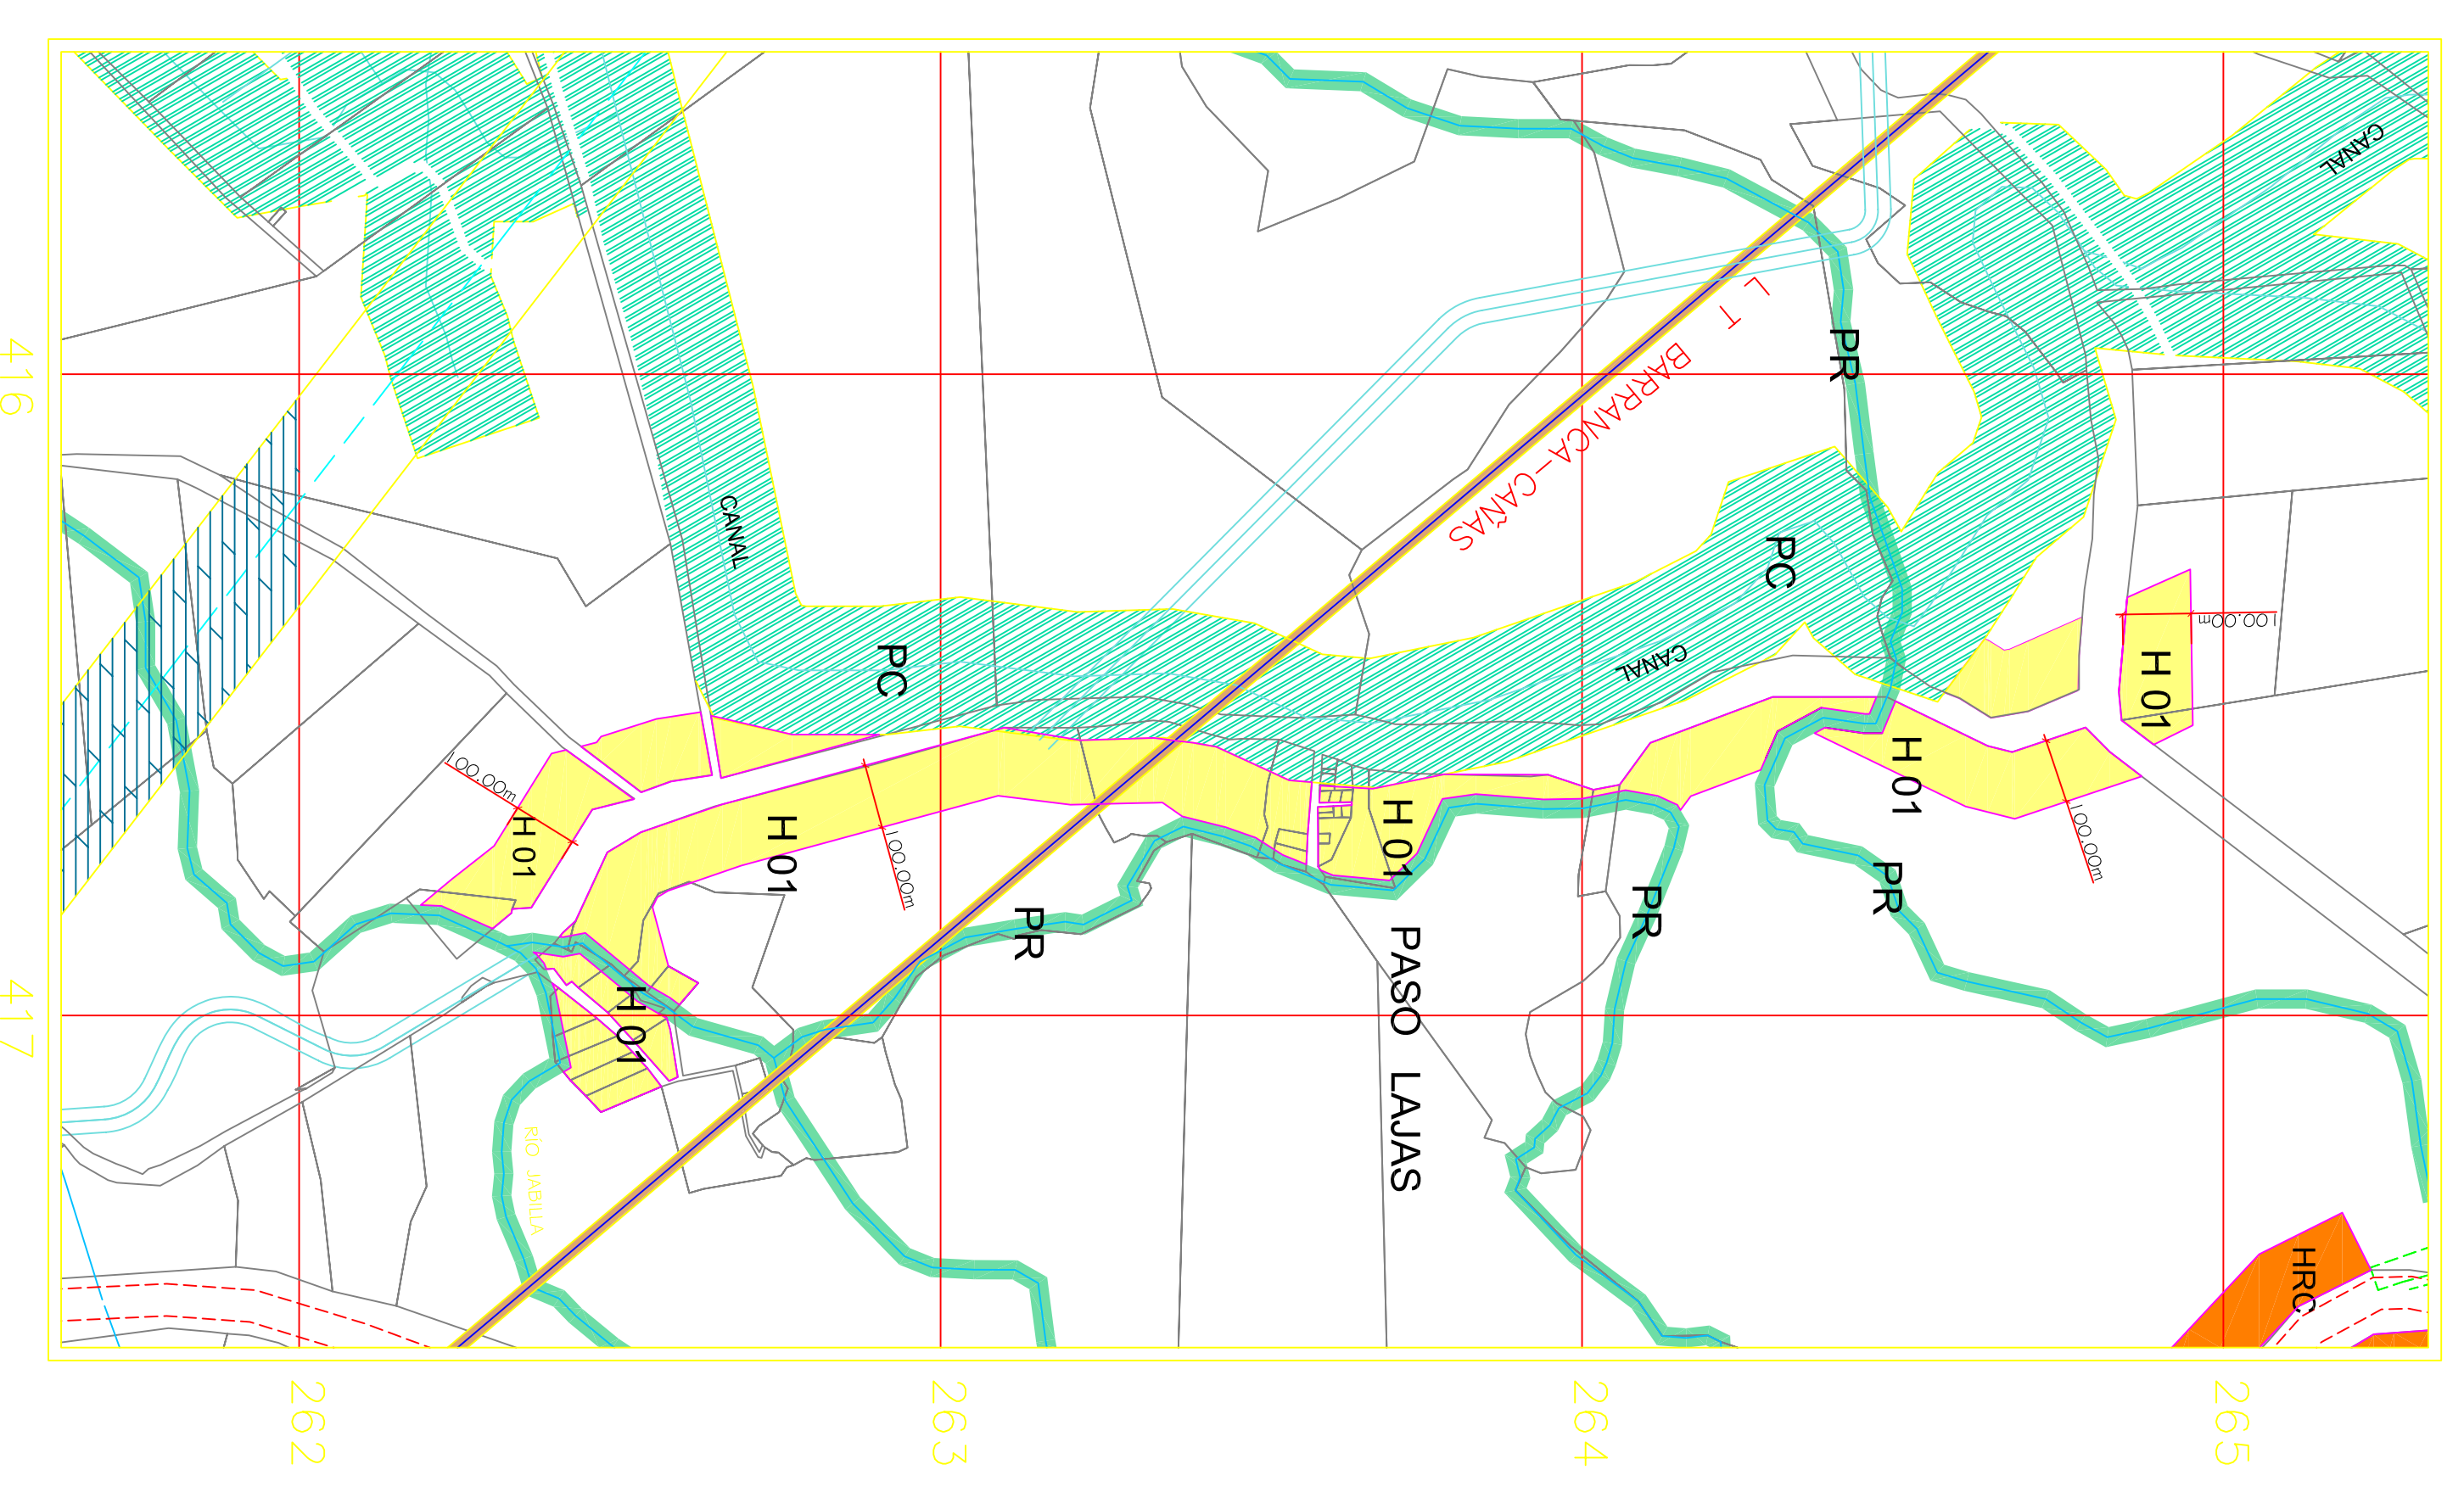 CANAL
L T BARRANCA-CAÑAS
PR
416
CANAL
PC
CANAL
PC
100.00m
H 01
H 01
100.00m
H 01
H 01
H 01
100.00m
H 01
100.00m
PR
PR
PR
PASO LAJAS
H 01
417
RÍO JABILLA
HRC
262
263
264
265